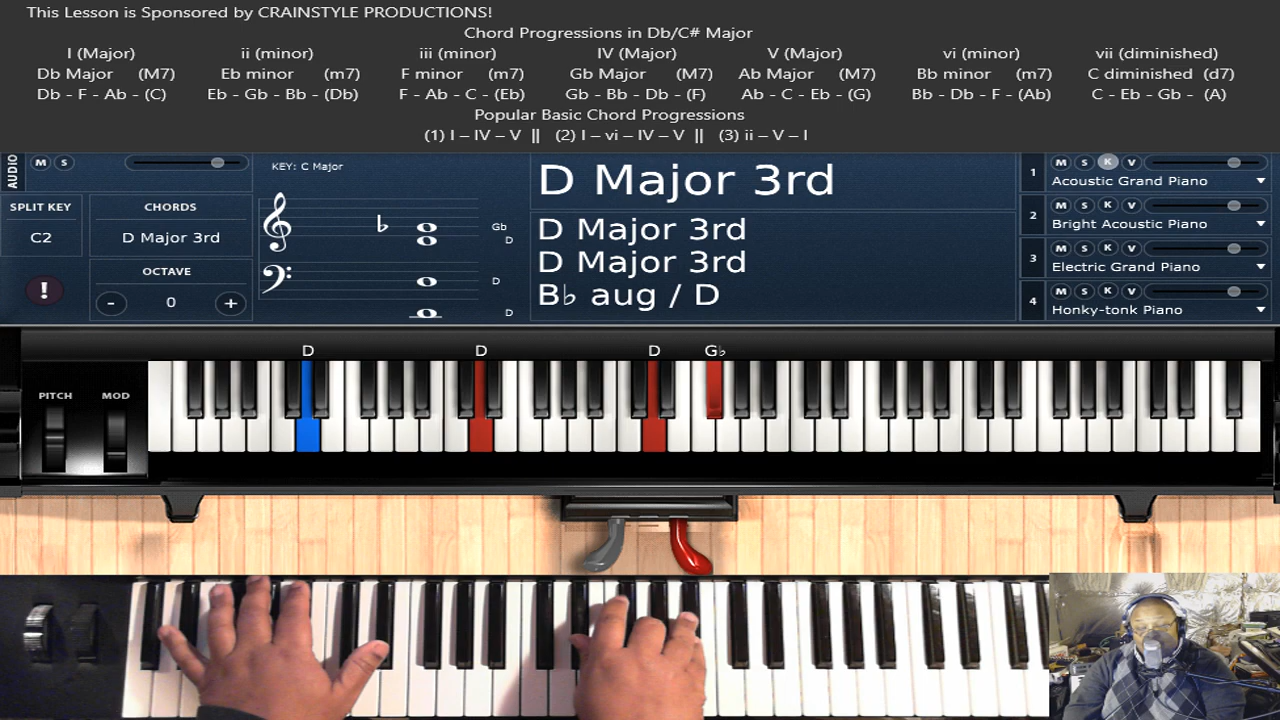 This Lesson is Sponsored by CRAINSTYLE PRODUCTIONS!
Chord Progressions in Db/C# Major
I (Major) ii (minor) iii (minor) IV (Major) V (Major) vi (minor) vii (diminished)
Db Major (M7) Eb minor (m7) F minor (m7) Gb Major (M7) Ab Major (M7) Bb minor (m7) C diminished (d7)
Db - F - Ab - (C) Eb - Gb - Bb - (Db) F - Ab - C - (Eb) Gb - Bb - Db - (F) Ab - C - Eb - (G) Bb - Db - F - (Ab) C - Eb - Gb - (A)
Popular Basic Chord Progressions
(1) I – IV – V || (2) I – vi – IV – V || (3) ii – V – I
AUDIO
M S
SPLIT KEY
C2
!
CHORDS
D Major 3rd
OCTAVE
- 0 +
KEY: C Major
♭
Gb
D
D
D
D Major 3rd
D Major 3rd
D Major 3rd
B♭ aug / D
1 M S K V
Acoustic Grand Piano
2 M S K V
Bright Acoustic Piano
3 M S K V
Electric Grand Piano
4 M S K V
Honky-tonk Piano
D D D G♭
PITCH MOD